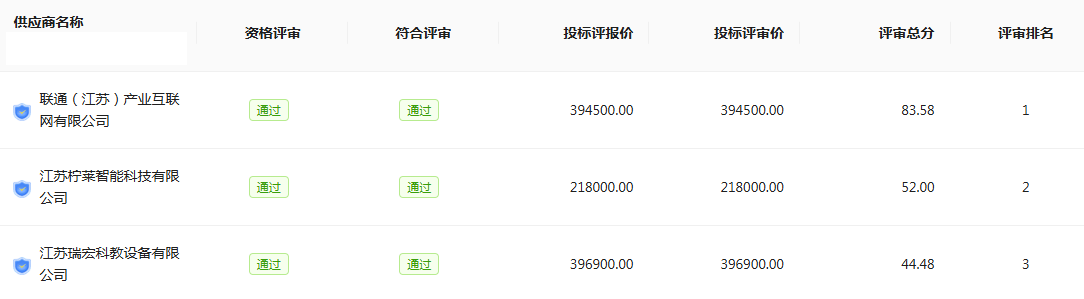 供应商名称
资格评审 符合评审 投标评报价 投标评审价 评审总分 评审排名
联通（江苏）产业互联
网有限公司
通过 通过 394500.00 394500.00 83.58 1
江苏柠莱智能科技有限
公司
通过 通过 218000.00 218000.00 52.00 2
江苏瑞宏科教设备有限
公司
通过 通过 396900.00 396900.00 44.48 3